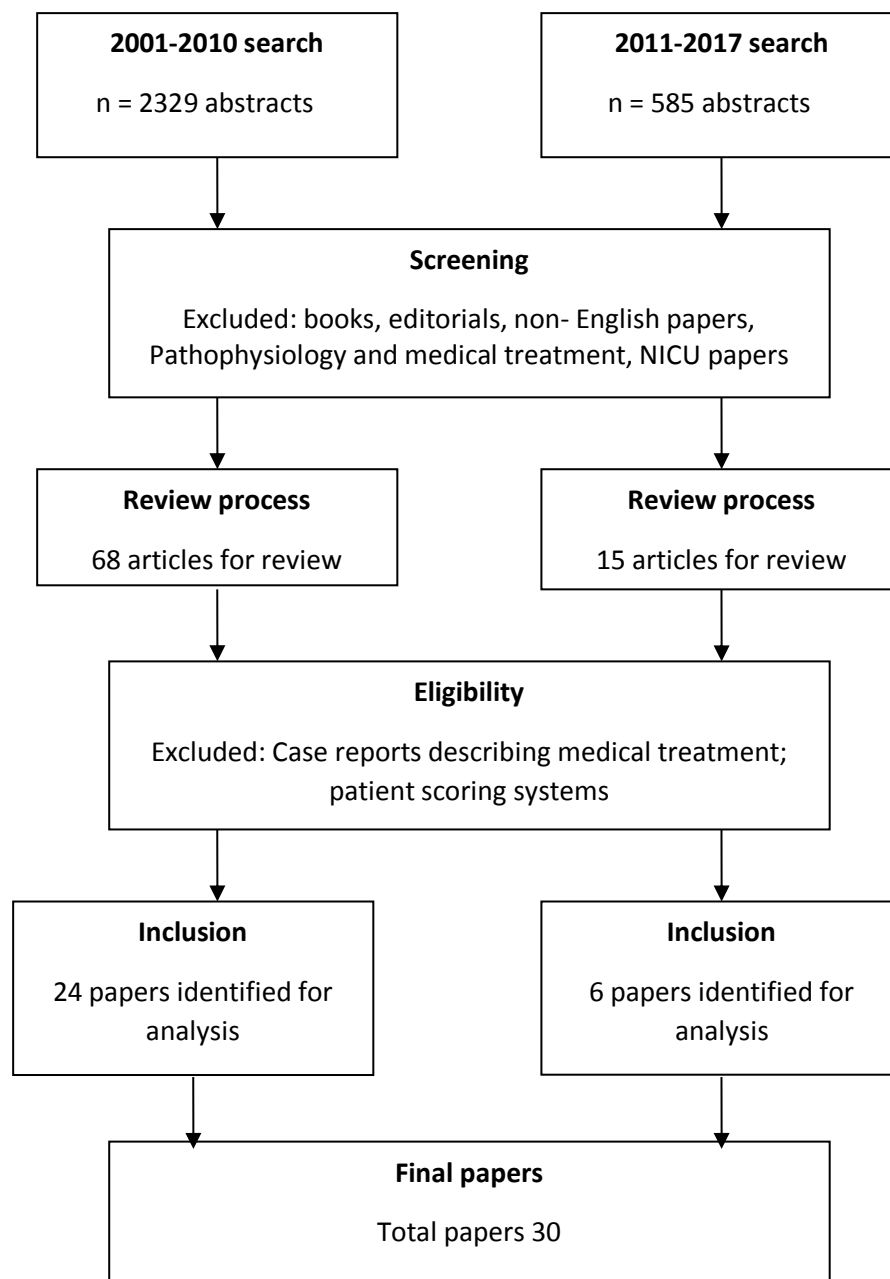 2001-2010 search
n = 2329 abstracts
2011-2017 search
n = 585 abstracts
Screening
Excluded: books, editorials, non- English papers,
Pathophysiology and medical treatment, NICU papers
Review process
68 articles for review
Review process
15 articles for review
Eligibility
Excluded: Case reports describing medical treatment;
patient scoring systems
Inclusion
24 papers identified for
analysis
Inclusion
6 papers identified for
analysis
Final papers
Total papers 30